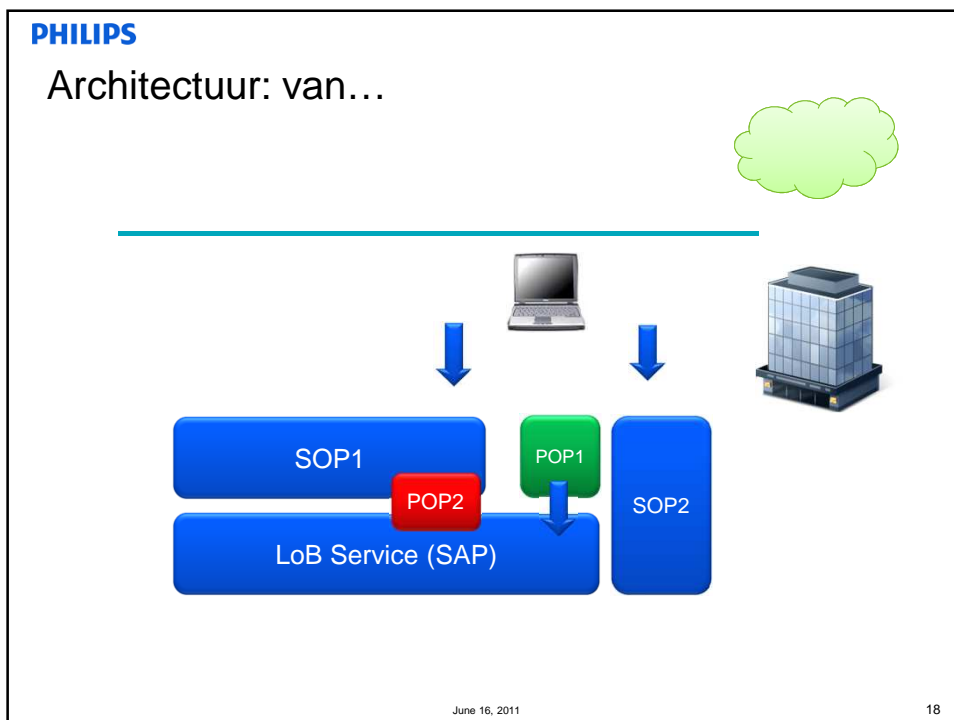 PHILIPS
Architectuur: van…
SOP1
POP1
POP2
SOP2
LoB Service (SAP)
June 16, 2011
18